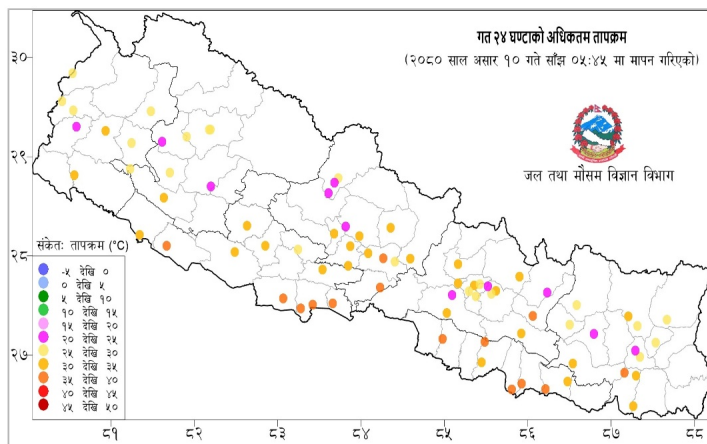 गत २४ घण्टाको अधिकतम तापक्रम
(२०८० साल असार १० गते साँझ ०५:४५ मा मापन गरिएको)
जल तथा मौसम विज्ञान विभाग
३०
२९
२८
२७
संकेतः तापक्रम (°C)
-५ देखि ०
० देखि ५
५ देखि १०
१० देखि १५
१५ देखि २०
२० देखि २५
२५ देखि ३०
३० देखि ३५
३५ देखि ४०
४० देखि ४५
४५ देखि ५०
८१ ८२ ८३ ८४ ८५ ८६ ८७ ८८